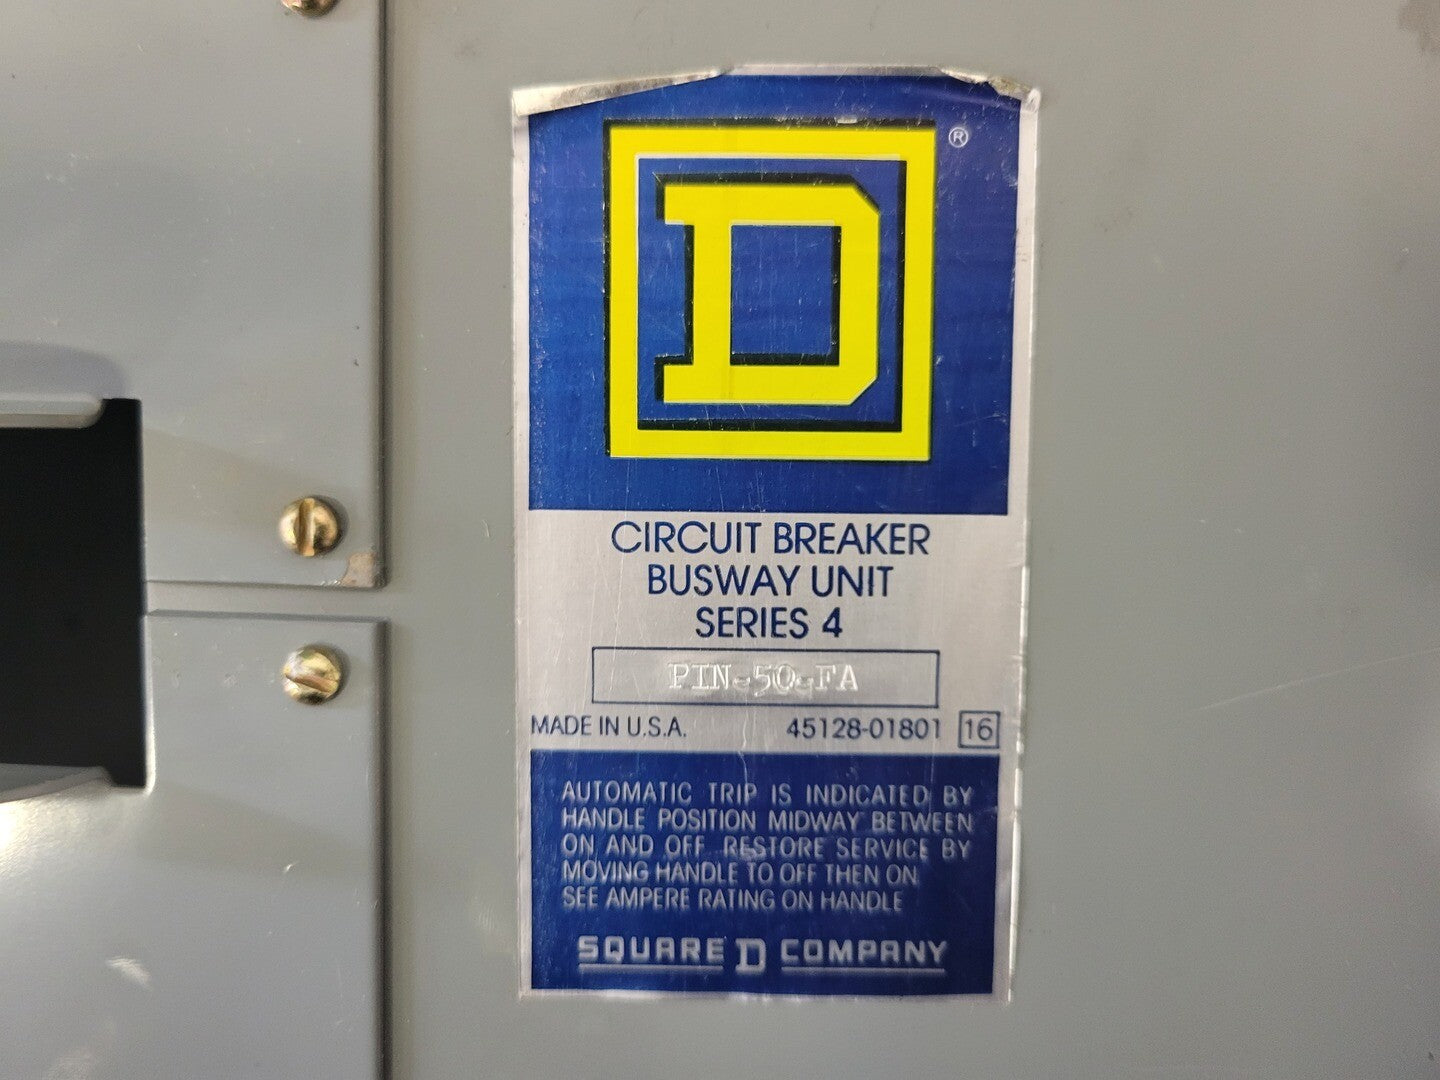 D ®
CIRCUIT BREAKER
BUSWAY UNIT
SERIES 4
PIN-50-FA
MADE IN U.S.A. 45128-01801 16
AUTOMATIC TRIP IS INDICATED BY
HANDLE POSITION MIDWAY BETWEEN
ON AND OFF RESTORE SERVICE BY
MOVING HANDLE TO OFF THEN ON
SEE AMPERE RATING ON HANDLE
SQUARE D COMPANY